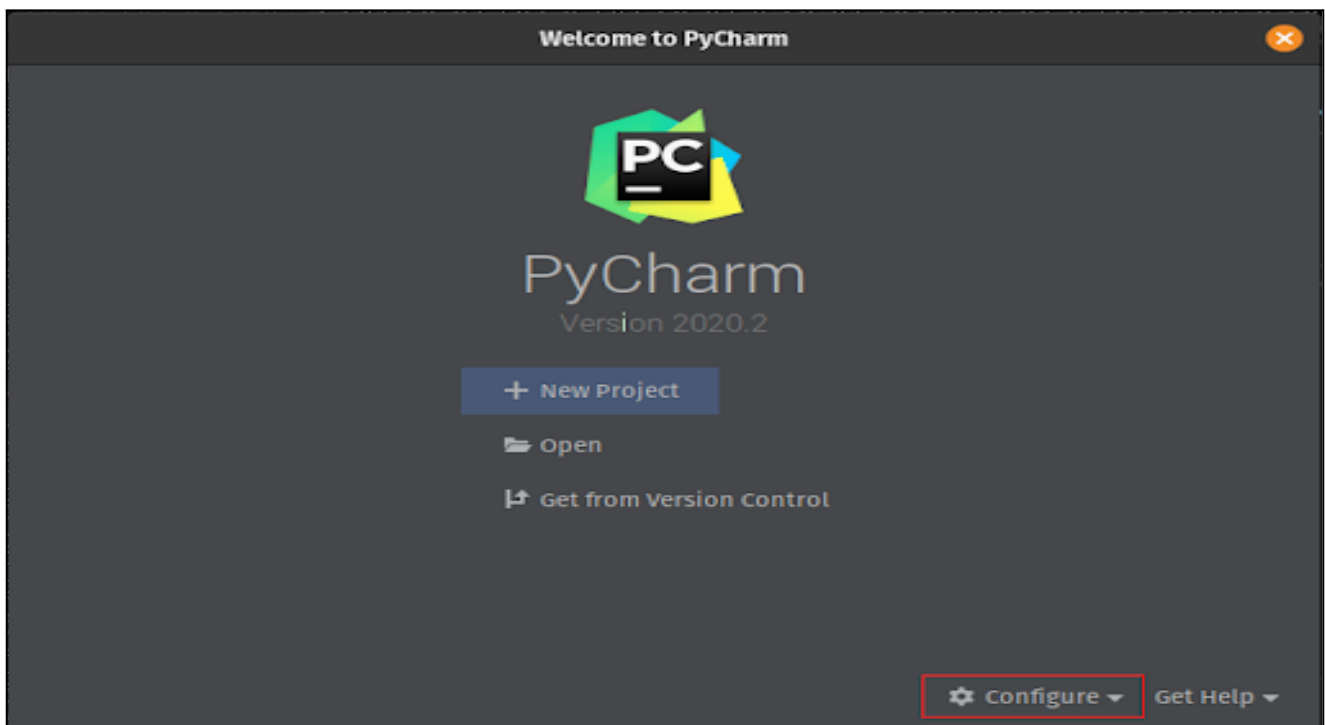 Welcome to PyCharm
PC
PyCharm
Version 2020.2
New Project
Open
Get from Version Control
Configure
Get Help